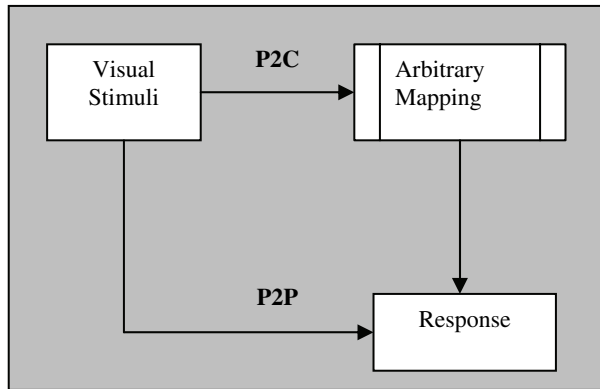 Visual
Stimuli
P2C
Arbitrary
Mapping
P2P
Response